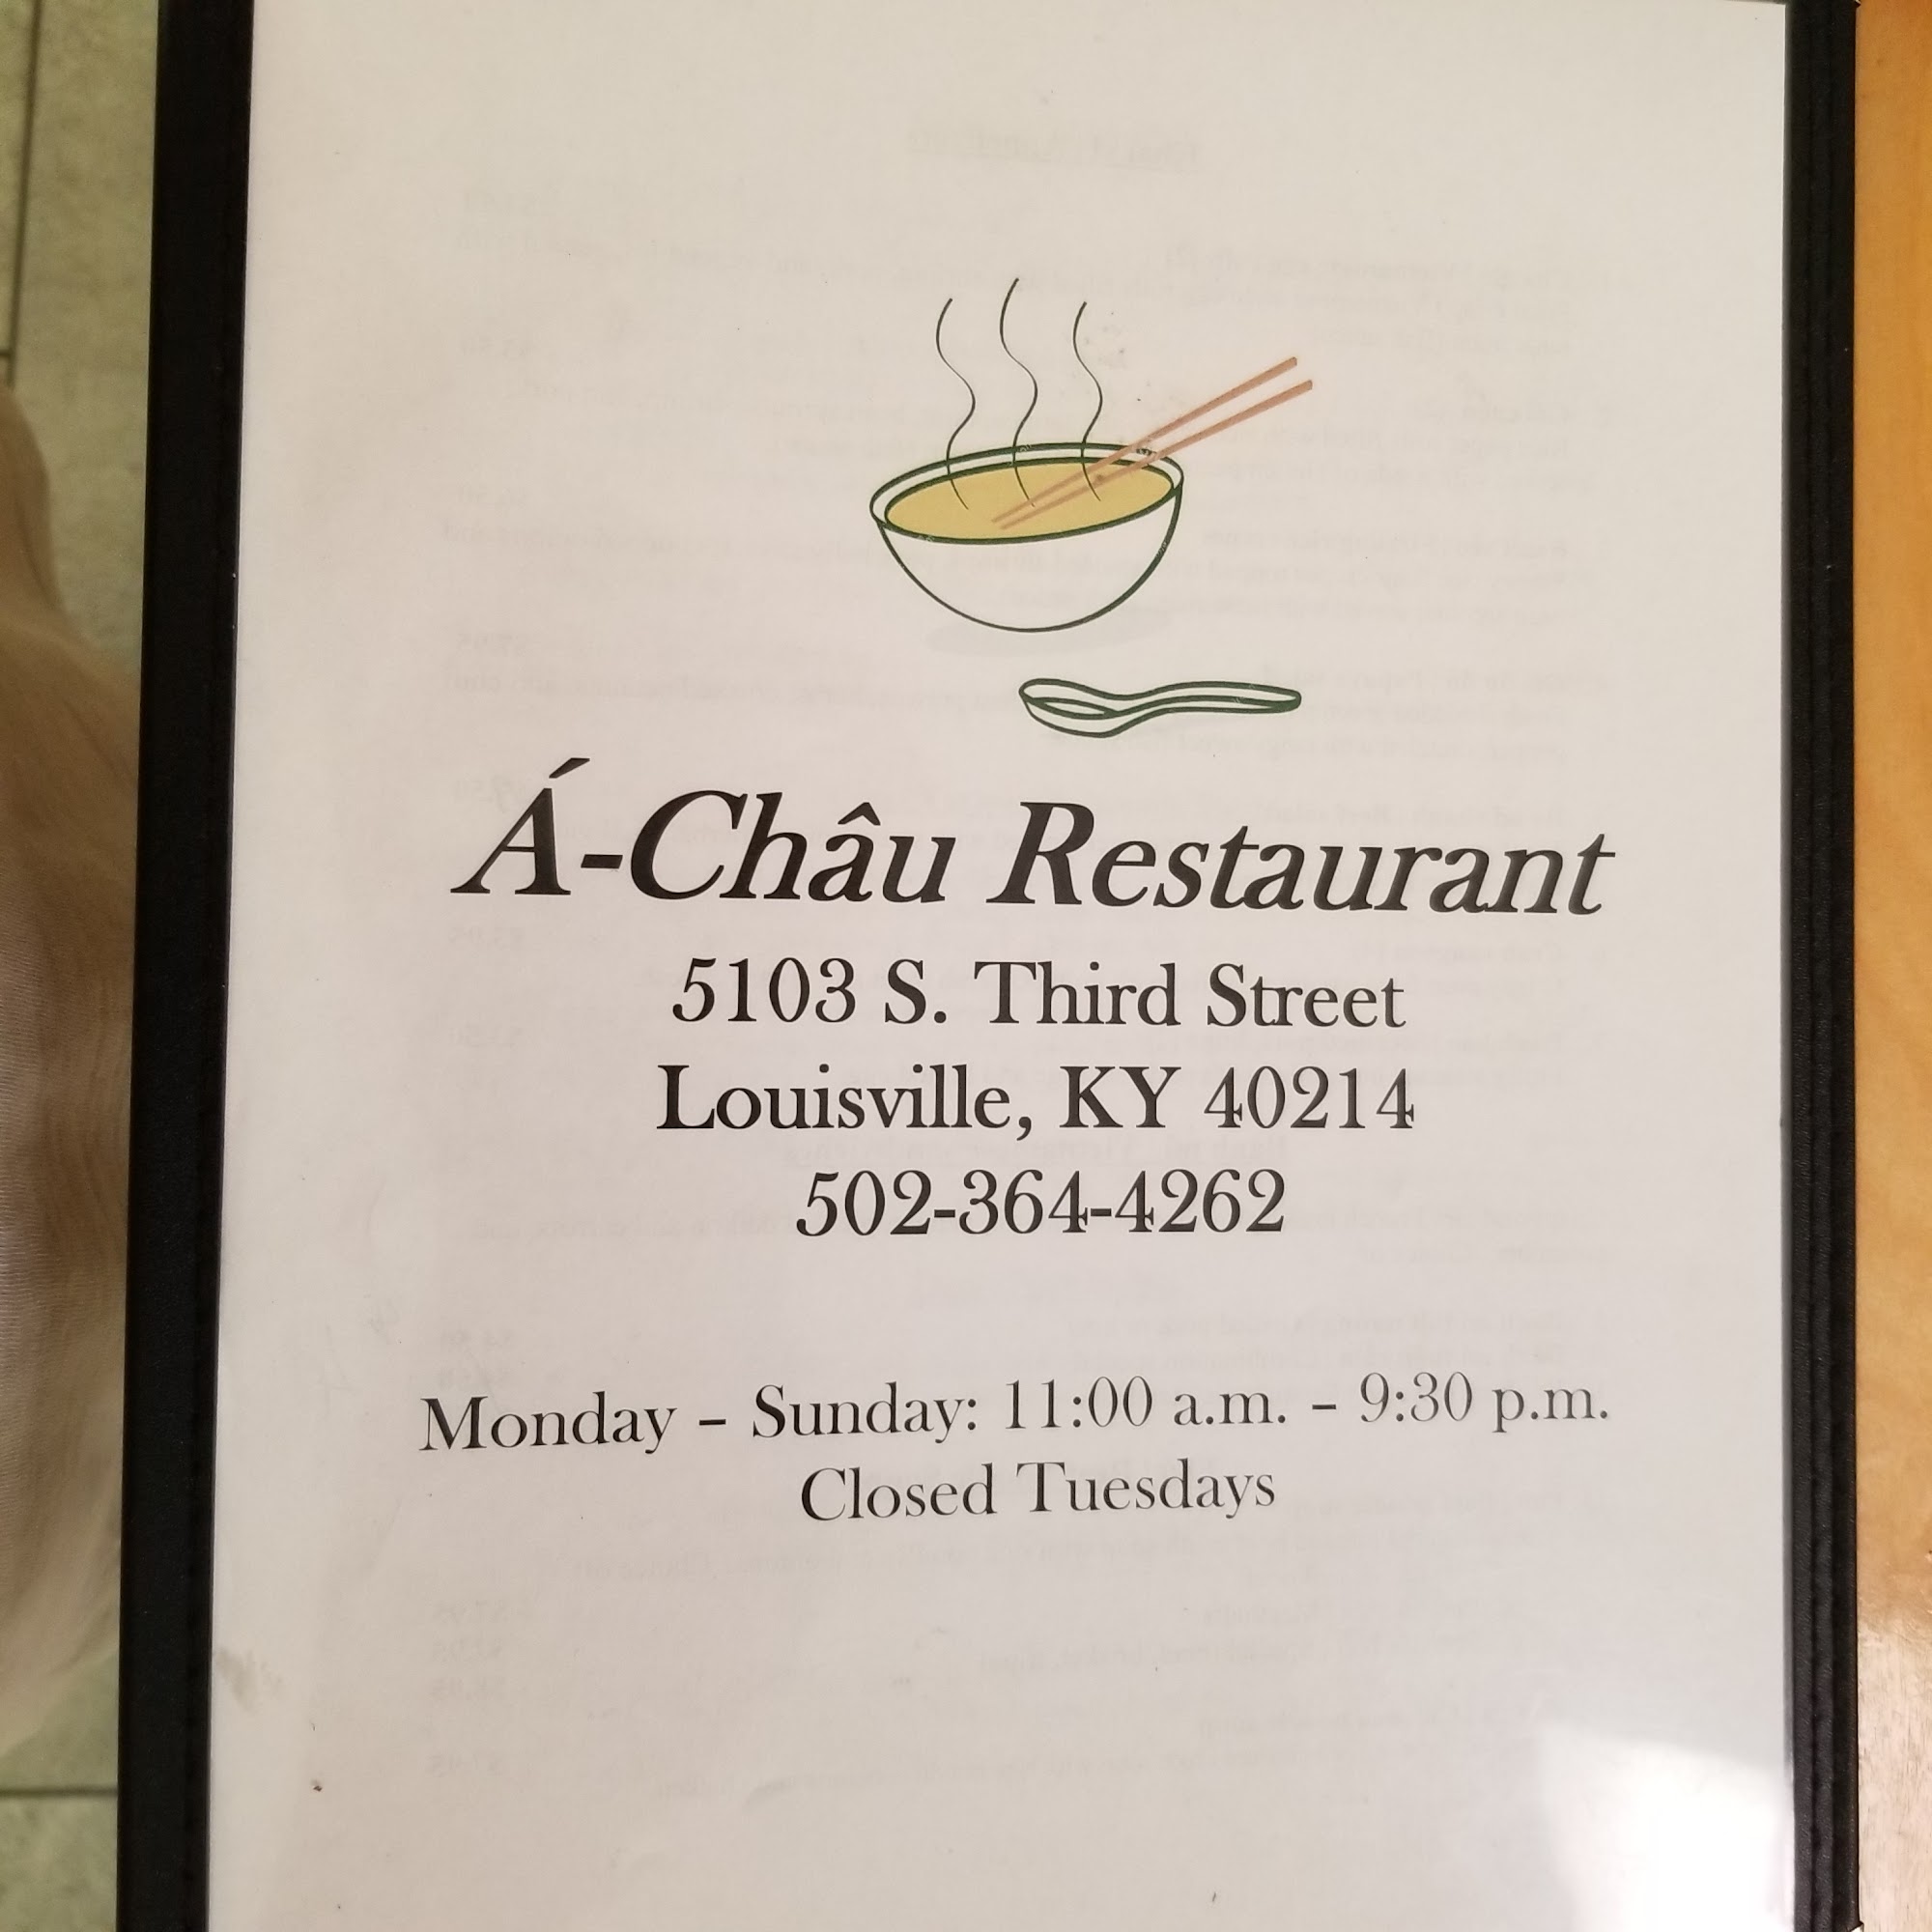 Á-Châu Restaurant
5103 S. Third Street
Louisville, KY 40214
502-364-4262
Monday – Sunday: 11:00 a.m. – 9:30 p.m.
Closed Tuesdays